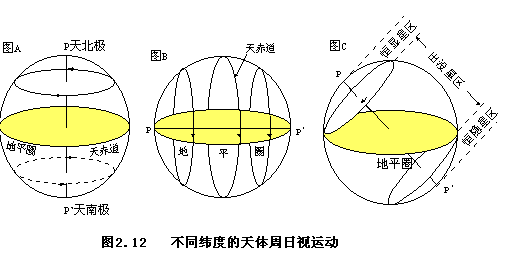 图A
P天北极
地平圈
天赤道
P'天南极
图B
天赤道
P
P'
地 平 圈
图C
恒显星区
出没星区
恒隐星区
P
地平圈
P'
图2.12 不同纬度的天体周日视运动